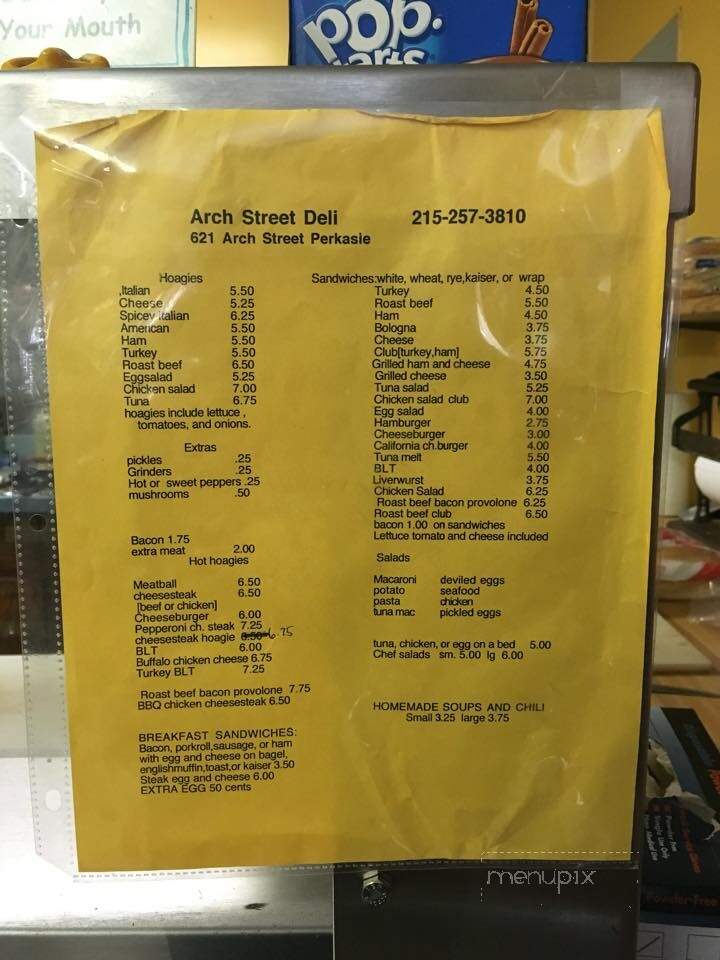 Your Mouth
pop.
tarts
Arch Street Deli 215-257-3810
621 Arch Street Perkasie
Hoagies
Italian 5.50
Cheese 5.25
Spicey Italian 6.25
American 5.50
Ham 5.50
Turkey 5.50
Roast beef 6.50
Eggsalad 5.25
Chicken salad 7.00
Tuna 6.75
hoagies include lettuce ,
tomatoes, and onions.
Extras
pickles .25
Grinders .25
Hot or sweet peppers .25
mushrooms .50
Bacon 1.75
extra meat 2.00
Hot hoagies
Meatball 6.50
cheesesteak 6.50
[beef or chicken]
Cheeseburger 6.00
Pepperoni ch. steak 7.25
cheesesteak hoagie 6.75
BLT 6.00
Buffalo chicken cheese 6.75
Turkey BLT 7.25
Roast beef bacon provolone 7.75
BBQ chicken cheesesteak 6.50
BREAKFAST SANDWICHES:
Bacon, porkroll,sausage, or ham
with egg and cheese on bagel,
englishmuffin,toast,or kaiser 3.50
Steak egg and cheese 6.00
EXTRA EGG 50 cents
Sandwiches:white, wheat, rye,kaiser, or wrap
Turkey 4.50
Roast beef 5.50
Ham 4.50
Bologna 3.75
Cheese 3.75
Club[turkey,ham] 5.75
Grilled ham and cheese 4.75
Grilled cheese 3.50
Tuna salad 5.25
Chicken salad club 7.00
Egg salad 4.00
Hamburger 2.75
Cheeseburger 3.00
California ch.burger 4.00
Tuna melt 5.50
BLT 4.00
Liverwurst 3.75
Chicken Salad 6.25
Roast beef bacon provolone 6.25
Roast beef club 6.50
bacon 1.00 on sandwiches
Lettuce tomato and cheese included
Salads
Macaroni deviled eggs
potato seafood
pasta chicken
tuna mac pickled eggs
tuna, chicken, or egg on a bed 5.00
Chef salads sm. 5.00 lg 6.00
HOMEMADE SOUPS AND CHILI
Small 3.25 large 3.75
menupix
Powder-Free